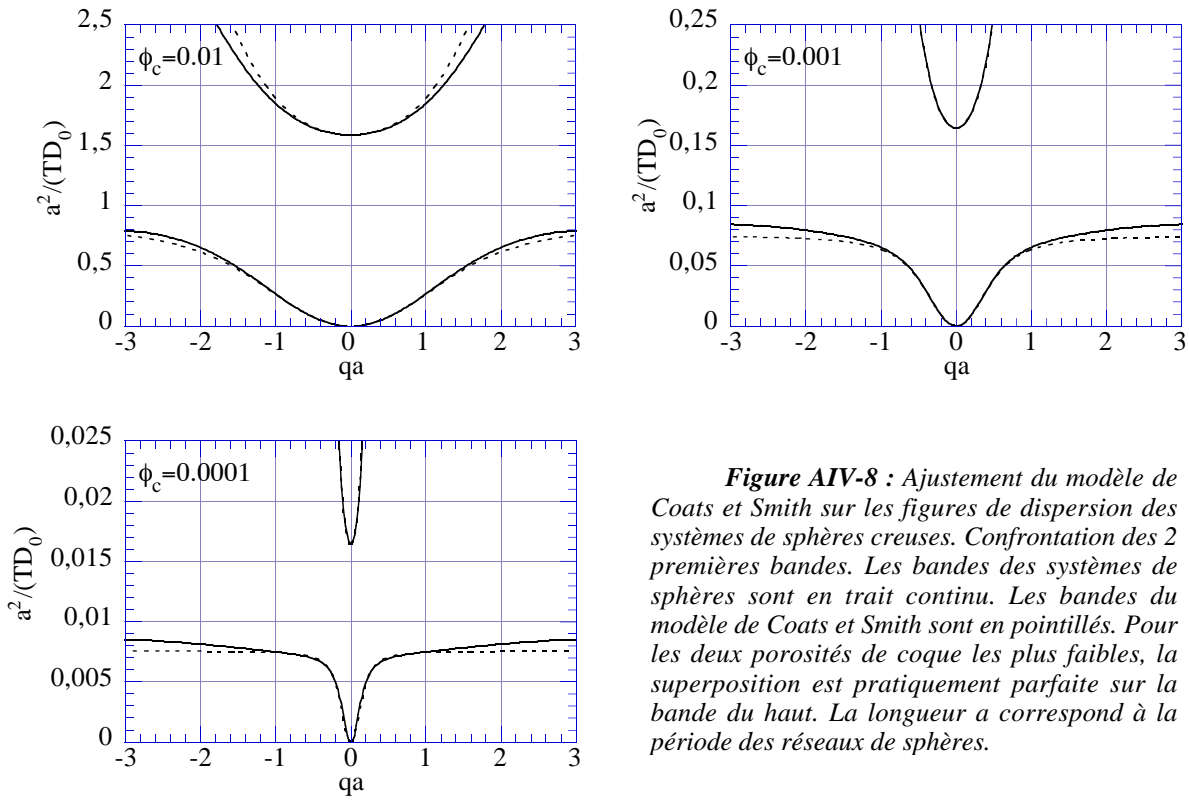 2,5
2
1,5
1
0,5
0
a²/(TD₀)
ϕc=0.01
-3 -2 -1 0 1 2 3
qa
0,25
0,2
0,15
0,1
0,05
0
a²/(TD₀)
ϕc=0.001
-3 -2 -1 0 1 2 3
qa
0,025
0,02
0,015
0,01
0,005
0
a²/(TD₀)
ϕc=0.0001
-3 -2 -1 0 1 2 3
qa
Figure AIV-8 : Ajustement du modèle de
Coats et Smith sur les figures de dispersion des
systèmes de sphères creuses. Confrontation des 2
premières bandes. Les bandes des systèmes de
sphères sont en trait continu. Les bandes du
modèle de Coats et Smith sont en pointillés. Pour
les deux porosités de coque les plus faibles, la
superposition est pratiquement parfaite sur la
bande du haut. La longueur a correspond à la
période des réseaux de sphères.